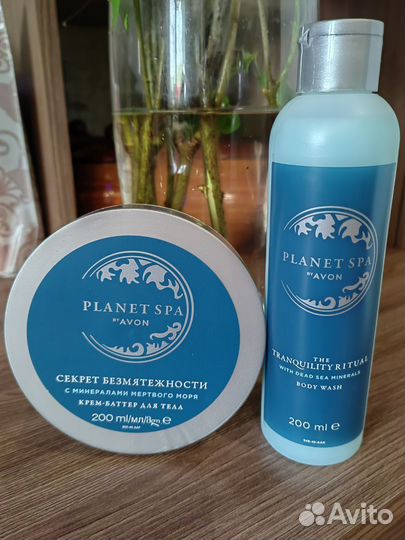 PLANET SPA
BY AVON
СЕКРЕТ БЕЗМЯТЕЖНОСТИ
С МИНЕРАЛАМИ МЕРТВОГО МОРЯ
КРЕМ-БАТТЕР ДЛЯ ТЕЛА
200 ml/мл/მლ ℮
PLANET SPA
BY AVON
THE
TRANQUILITY RITUAL
WITH DEAD SEA MINERALS
BODY WASH
200 ml ℮
Avito